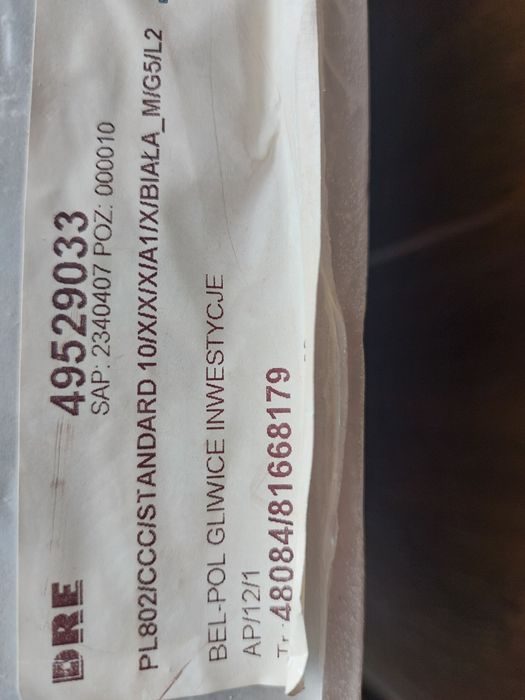 DRE 49529033
SAP: 2340407 POZ: 000010
PL802/CCC/STANDARD 10/X/X/X/A1/X/BIAŁA_M/G5/L2
BEL-POL GLIWICE INWESTYCJE
AP/12/1
Tr.:48084/81668179